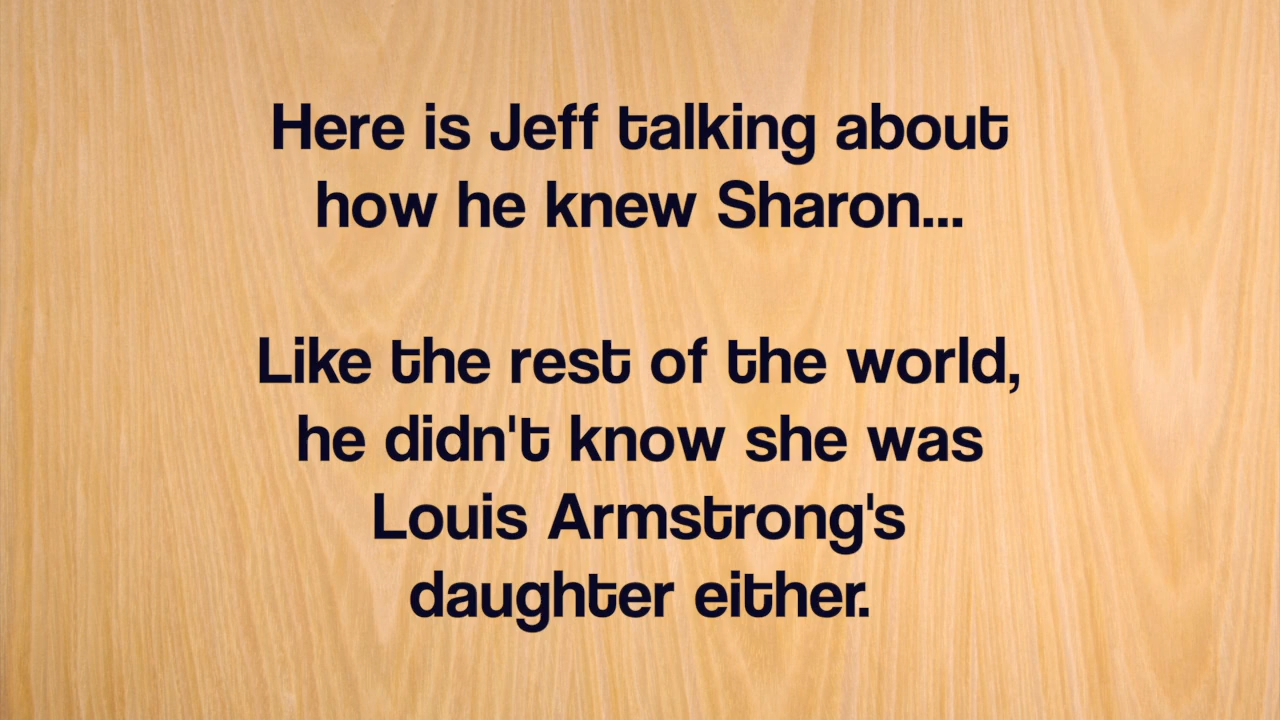 Here is Jeff talking about
how he knew Sharon...
Like the rest of the world,
he didn't know she was
Louis Armstrong's
daughter either.